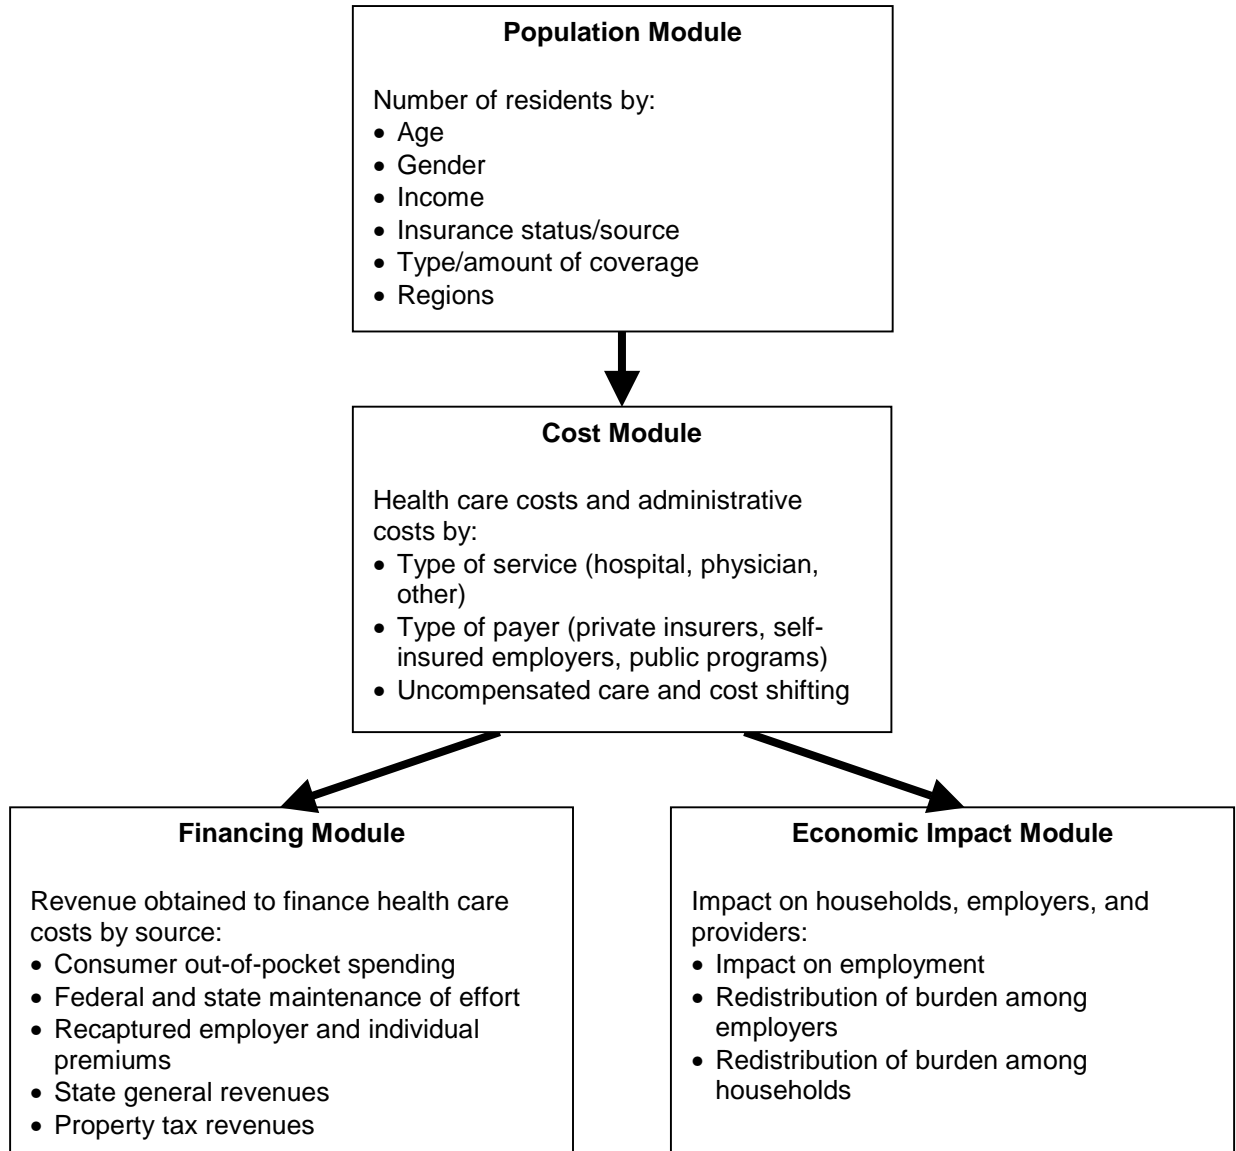 Population Module
Number of residents by:
• Age
• Gender
• Income
• Insurance status/source
• Type/amount of coverage
• Regions
Cost Module
Health care costs and administrative
costs by:
• Type of service (hospital, physician,
other)
• Type of payer (private insurers, self-
insured employers, public programs)
• Uncompensated care and cost shifting
Financing Module
Revenue obtained to finance health care
costs by source:
• Consumer out-of-pocket spending
• Federal and state maintenance of effort
• Recaptured employer and individual
premiums
• State general revenues
• Property tax revenues
Economic Impact Module
Impact on households, employers, and
providers:
• Impact on employment
• Redistribution of burden among
employers
• Redistribution of burden among
households